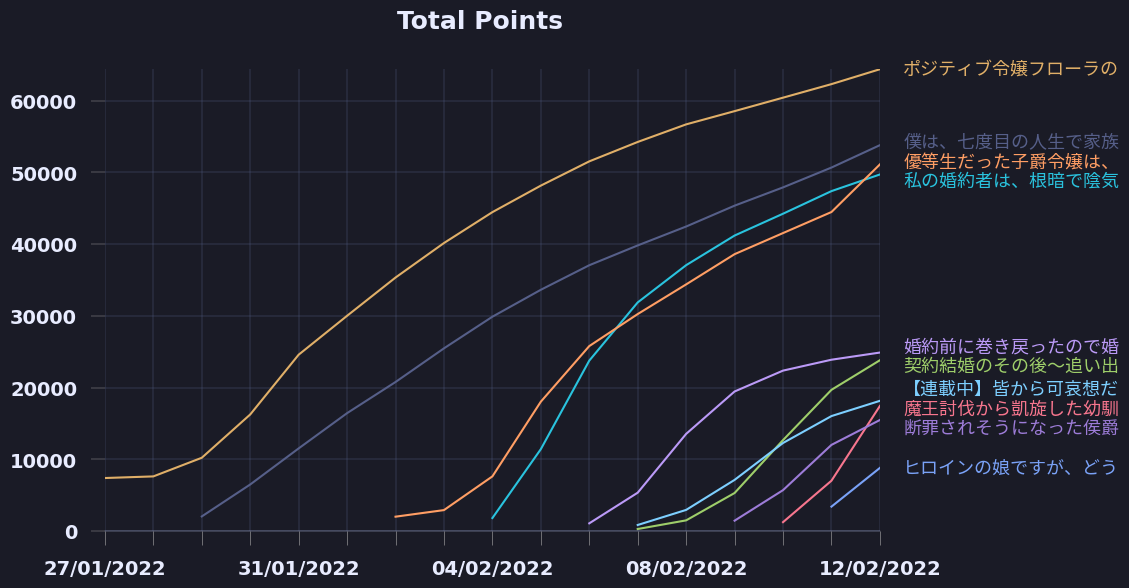 Total Points
60000
50000
40000
30000
20000
10000
0
27/01/2022
31/01/2022
04/02/2022
08/02/2022
12/02/2022
ポジティブ令嬢フローラの
僕は、七度目の人生で家族
優等生だった子爵令嬢は、
私の婚約者は、根暗で陰気
婚約前に巻き戻ったので婚
契約結婚のその後～追い出
【連載中】皆から可哀想だ
魔王討伐から凱旋した幼馴
断罪されそうになった侯爵
ヒロインの娘ですが、どう